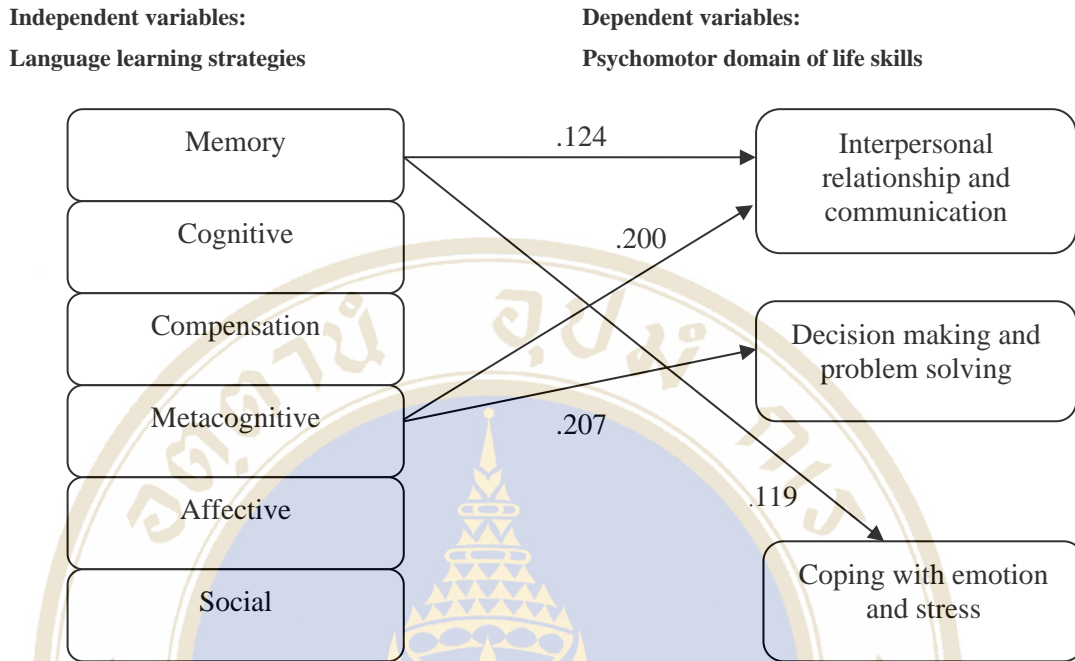 Independent variables:
Dependent variables:
Language learning strategies
Psychomotor domain of life skills
Memory
.124
Interpersonal
relationship and
communication
Cognitive
.200
Compensation
Decision making and
problem solving
Metacognitive
.207
Affective
.119
Social
Coping with emotion
and stress